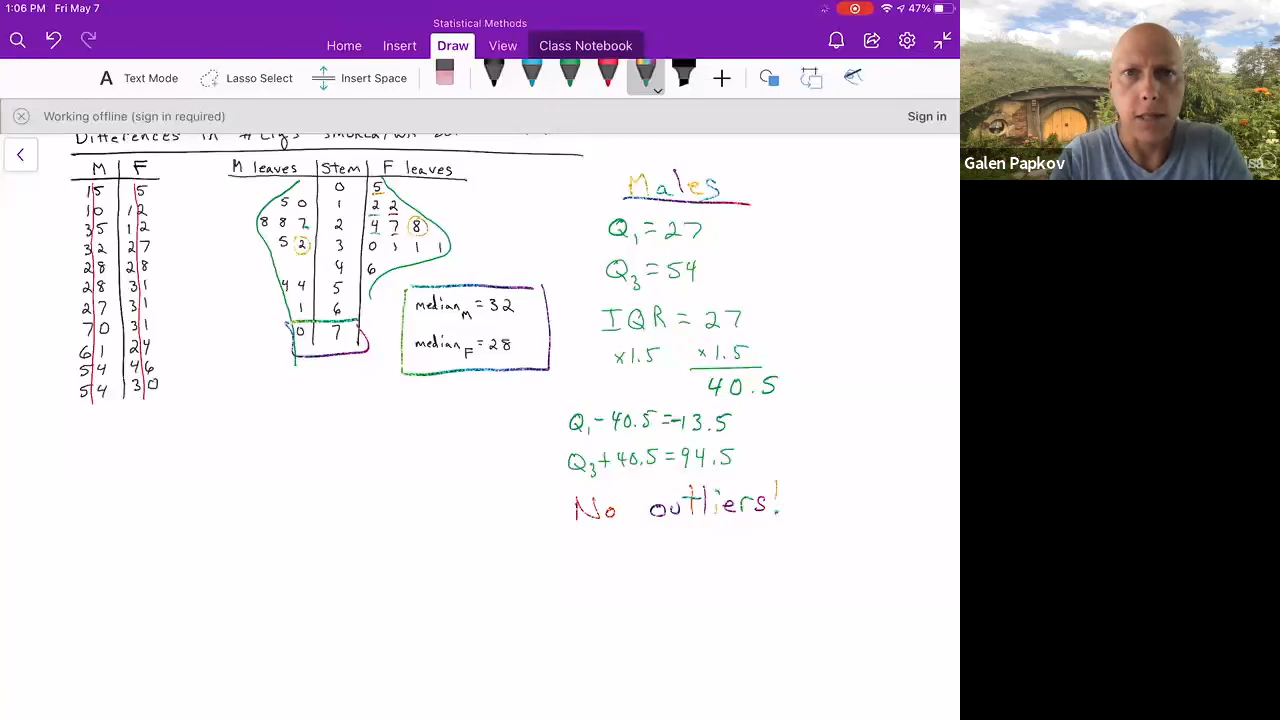 1:06 PM Fri May 7
47%
Statistical Methods
Home Insert Draw View Class Notebook
Text Mode Lasso Select Insert Space
Working offline (sign in required) Sign in
Differences in # Cigs smoked/wk
M F
15 5
10 12
35 12
32 27
28 28
28 31
27 31
70 31
61 24
54 46
54 30
M leaves Stem F leaves
0 5
5 0 1 2 2
8 8 7 2 4 7 8
5 2 3 0 1 1 1
4 6
4 4 5
1 6
0 7
median M = 32
median F = 28
Males
Q1 = 27
Q3 = 54
IQR = 27
×1.5 ×1.5
40.5
Q1 - 40.5 = -13.5
Q3 + 40.5 = 94.5
No outliers!
Galen Papkov